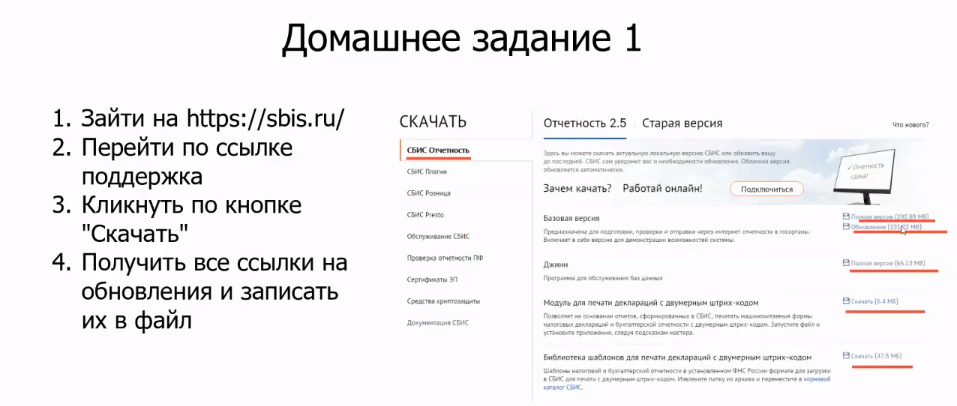 Домашнее задание 1
1. Зайти на https://sbis.ru/
2. Перейти по ссылке
поддержка
3. Кликнуть по кнопке
"Скачать"
4. Получить все ссылки на
обновления и записать
их в файл
СКАЧАТЬ
СБИС Отчетность
СБИС Плагин
СБИС Розница
СБИС Presto
Обслуживание СБИС
Проверка отчетности ПФ
Сертификаты ЭП
Средства криптозащиты
Документация СБИС
Отчетность 2.5
Старая версия
Что нового?
Здесь вы можете скачать актуальную локальную версию СБИС или обновить вашу
до последней. СБИС сам уведомит вас о необходимости обновления. Облачная версия
обновляется автоматически.
Зачем качать? Работай онлайн!
Подключиться
✓ Отчетность
сдана!
Базовая версия
Полная версия (292.89 МВ)
Обновление МВ)
Предназначена для подготовки, проверки и отправки через интернет отчетности в госорганы.
Включает в себя версию для демонстрации возможностей системы.
Джинн
Полная версия (66.13 МВ)
Программа для обслуживания баз данных
Модуль для печати деклараций с двумерным штрих-кодом
Скачать (6.4 МВ)
Позволяет на основании отчетов, сформированных в СБИС, печатать машиночитаемые формы
налоговых деклараций и бухгалтерской отчетности с двумерным штрих-кодом. Запустите файл и
установите приложение, следуя подсказкам мастера.
Библиотека шаблонов для печати деклараций с двумерным штрих-кодом
Скачать (47.5 МВ)
Шаблоны налоговой и бухгалтерской отчетности в установленном ФНС России формате для загрузки
в СБИС для печати с двумерным штрих-кодом. Извлеките папку из архива и переместите в корневой
каталог СБИС.